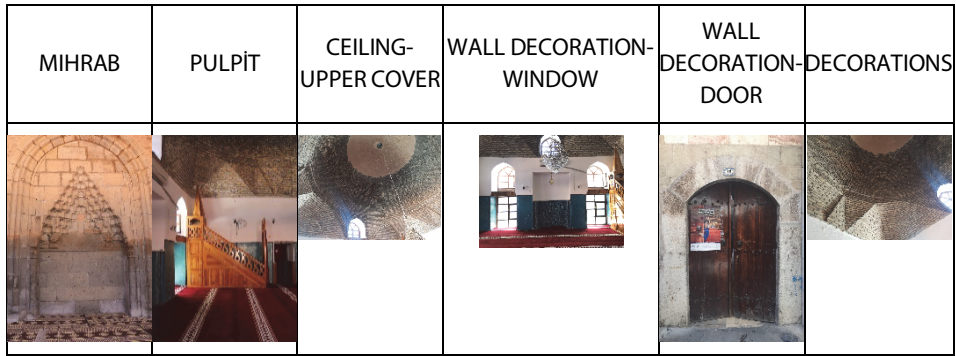 MIHRAB
PULPİT
CEILING-
UPPER COVER
WALL DECORATION-
WINDOW
WALL
DECORATION-
DOOR
DECORATIONS